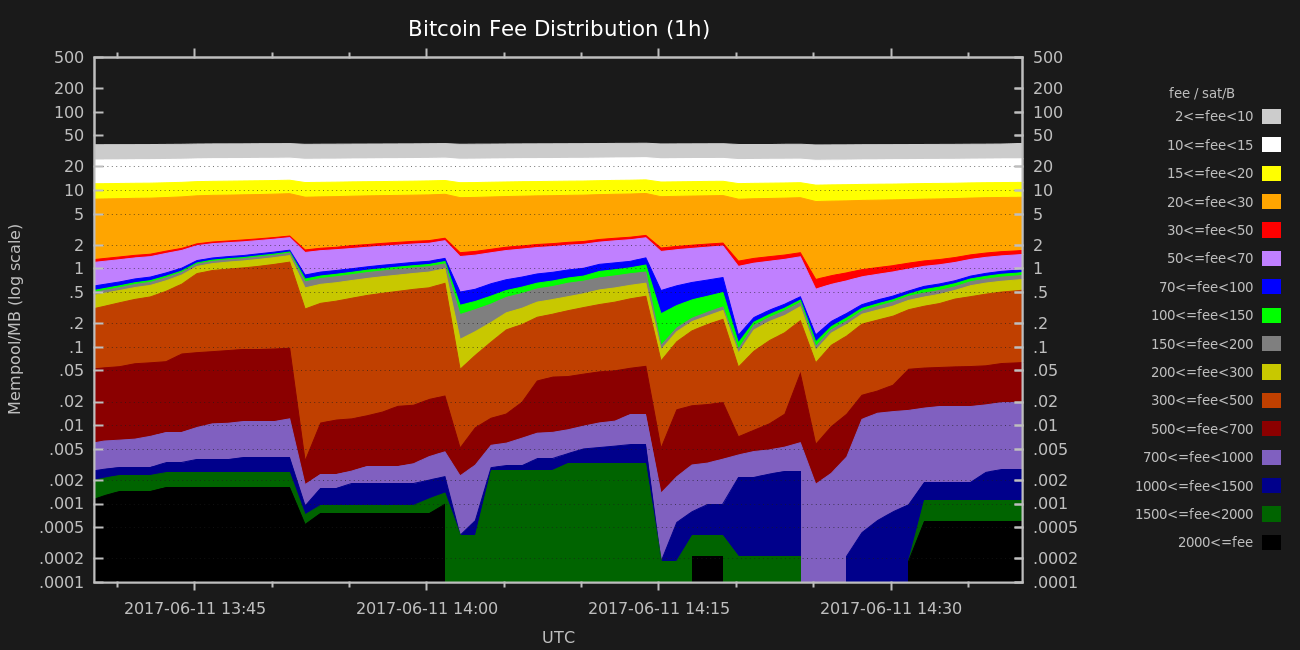 Bitcoin Fee Distribution (1h)
500 500
200 200
100 100
50 50
20 20
10 10
5 5
2 2
1 1
.5 .5
.2 .2
.1 .1
.05 .05
.02 .02
.01 .01
.005 .005
.002 .002
.001 .001
.0005 .0005
.0002 .0002
.0001 .0001
Mempool/MB (log scale)
2017-06-11 13:45 2017-06-11 14:00 2017-06-11 14:15 2017-06-11 14:30
UTC
fee / sat/B
2<=fee<10
10<=fee<15
15<=fee<20
20<=fee<30
30<=fee<50
50<=fee<70
70<=fee<100
100<=fee<150
150<=fee<200
200<=fee<300
300<=fee<500
500<=fee<700
700<=fee<1000
1000<=fee<1500
1500<=fee<2000
2000<=fee